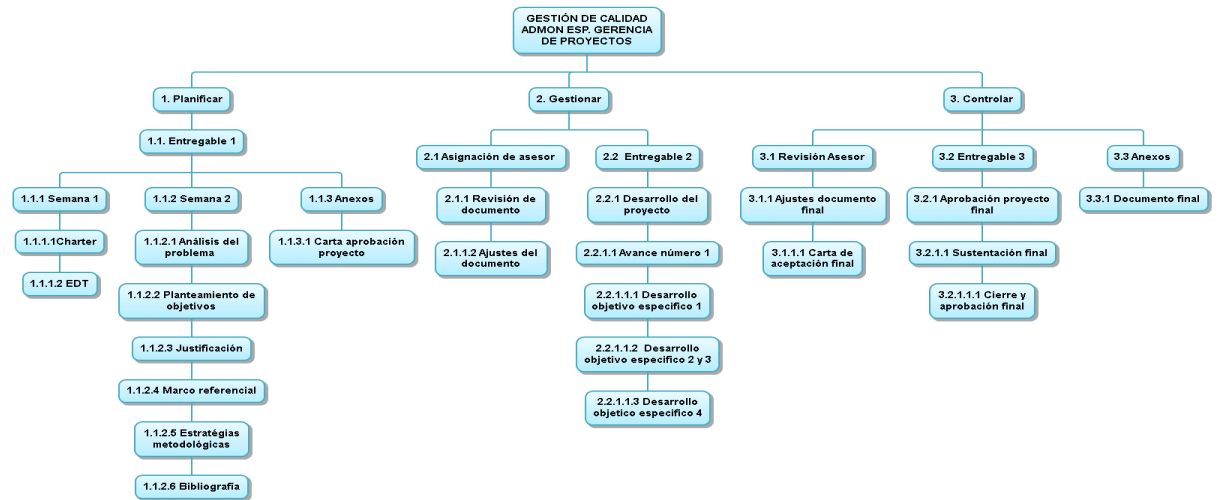 GESTIÓN DE CALIDAD
ADMON ESP. GERENCIA
DE PROYECTOS
1. Planificar
2. Gestionar
3. Controlar
1.1. Entregable 1
2.1 Asignación de asesor
2.2 Entregable 2
3.1 Revisión Asesor
3.2 Entregable 3
3.3 Anexos
1.1.1 Semana 1
1.1.2 Semana 2
1.1.3 Anexos
2.1.1 Revisión de
documento
2.2.1 Desarrollo del
proyecto
3.1.1 Ajustes documento
final
3.2.1 Aprobación proyecto
final
3.3.1 Documento final
1.1.1.1Charter
1.1.2.1 Análisis del
problema
1.1.3.1 Carta aprobación
proyecto
2.1.1.2 Ajustes del
documento
2.2.1.1 Avance número 1
3.1.1.1 Carta de
aceptación final
3.2.1.1 Sustentación final
1.1.1.2 EDT
1.1.2.2 Planteamiento de
objetivos
2.2.1.1.1 Desarrollo
objetivo especifico 1
3.2.1.1.1 Cierre y
aprobación final
1.1.2.3 Justificación
2.2.1.1.2 Desarrollo
objetivo especifico 2 y 3
1.1.2.4 Marco referencial
2.2.1.1.3 Desarrollo
objetico especifico 4
1.1.2.5 Estratégias
metodológicas
1.1.2.6 Bibliografía